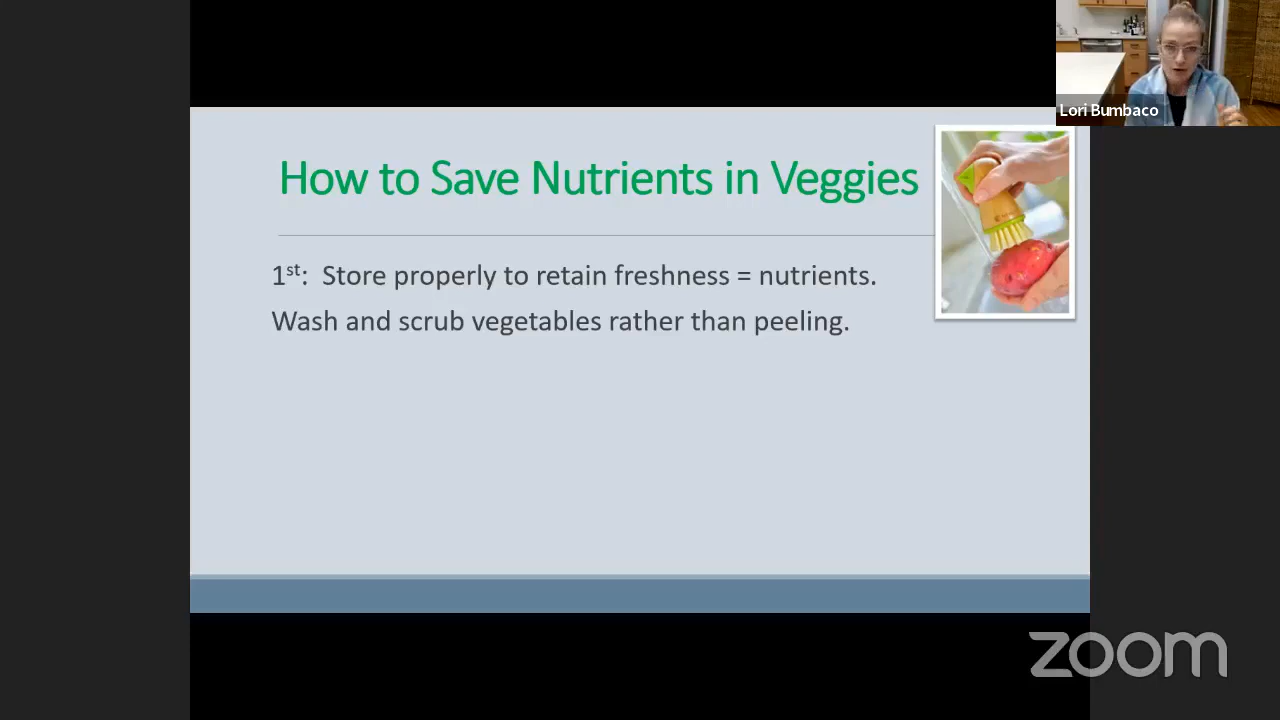 Lori Bumbaco
How to Save Nutrients in Veggies
1st: Store properly to retain freshness = nutrients.
Wash and scrub vegetables rather than peeling.
zoom